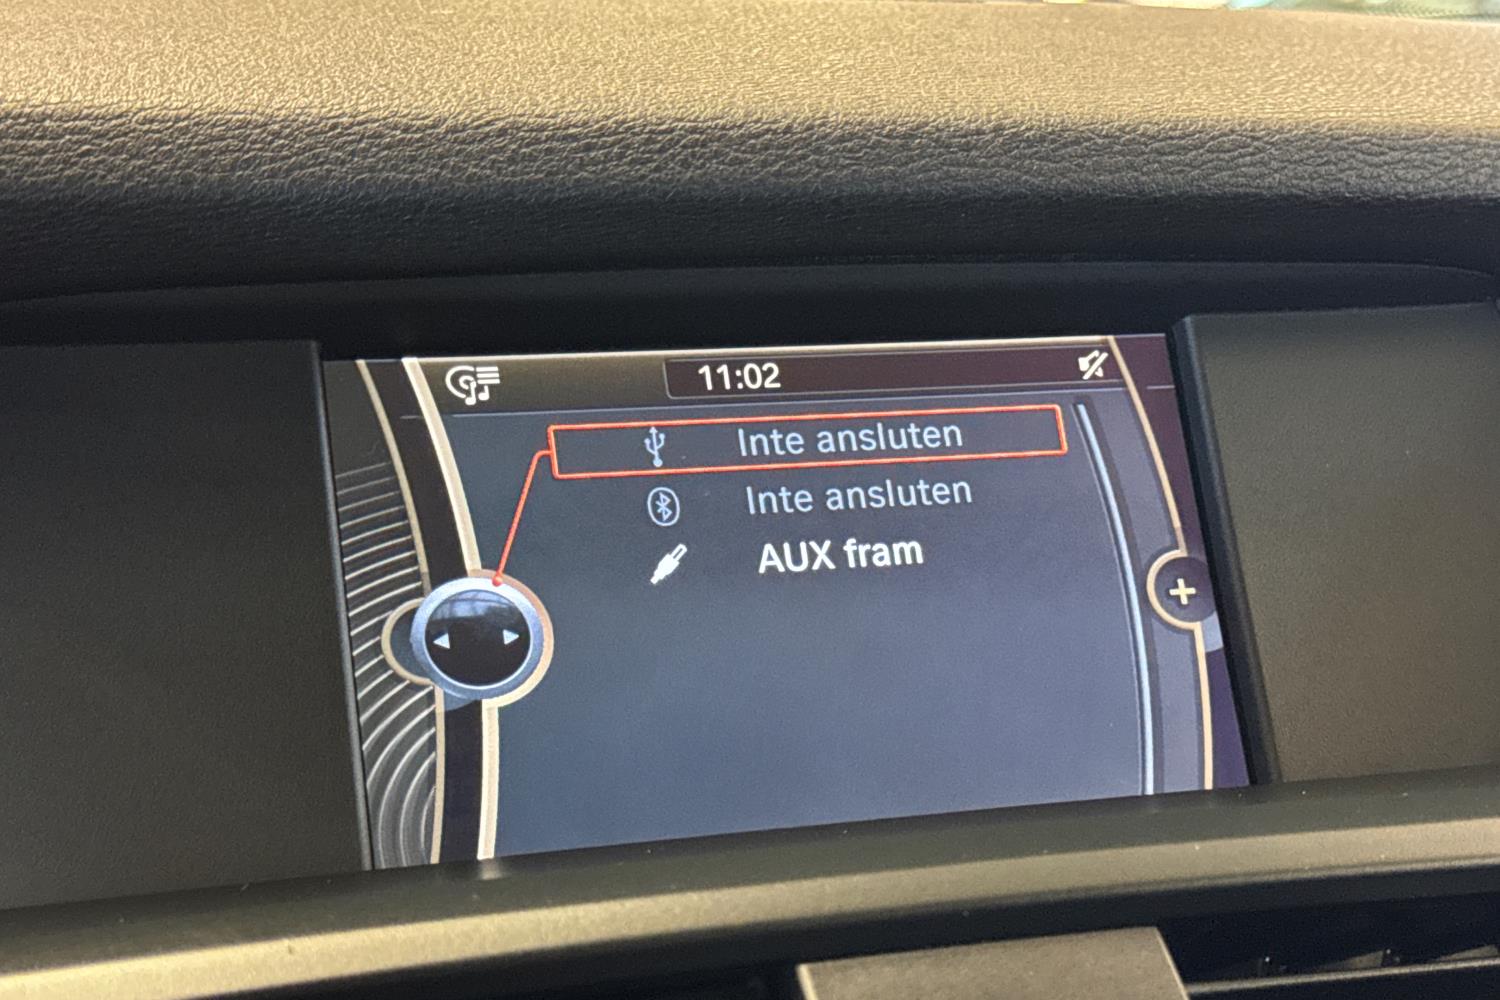 11:02
Inte ansluten
Inte ansluten
AUX fram